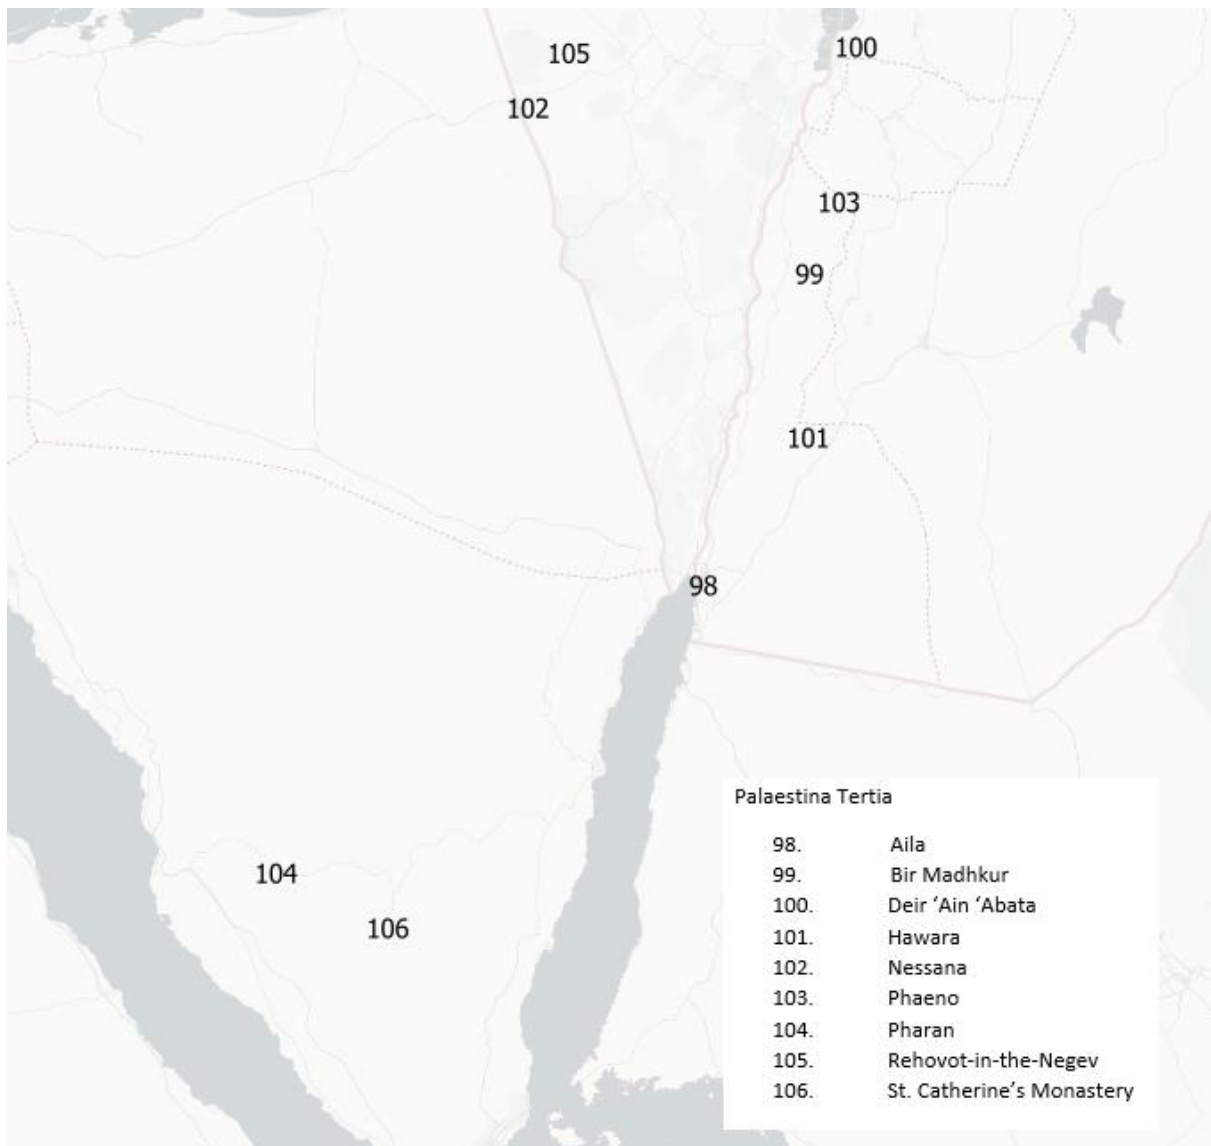 105
100
102
103
99
101
98
104
106
Palaestina Tertia
98. Aila
99. Bir Madhkur
100. Deir ‘Ain ‘Abata
101. Hawara
102. Nessana
103. Phaeno
104. Pharan
105. Rehovot-in-the-Negev
106. St. Catherine’s Monastery